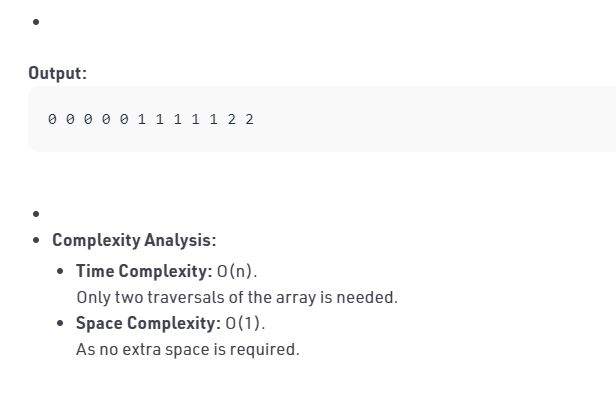 Output:
0 0 0 0 0 1 1 1 1 1 2 2
Complexity Analysis:
Time Complexity: O(n).
Only two traversals of the array is needed.
Space Complexity: O(1).
As no extra space is required.